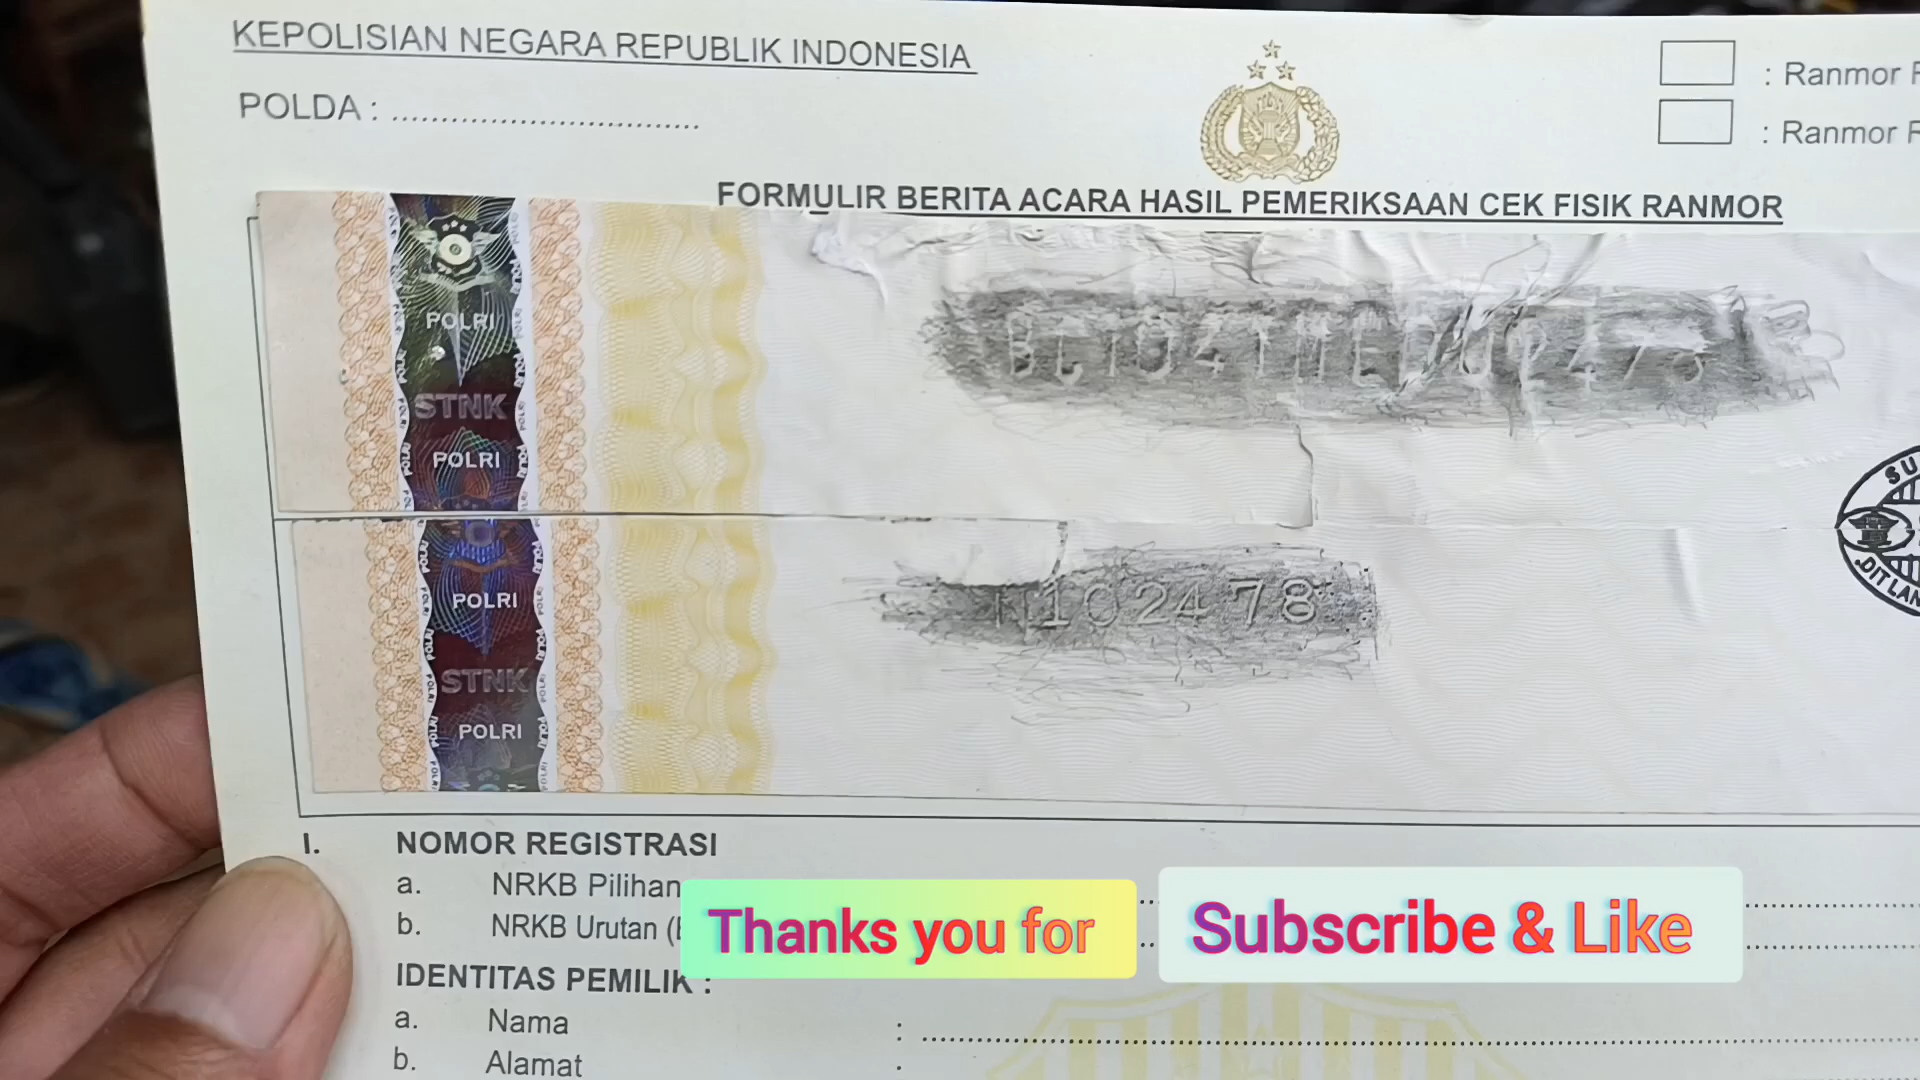 KEPOLISIAN NEGARA REPUBLIK INDONESIA
POLDA : ........................................
: Ranmor
: Ranmor
FORMULIR BERITA ACARA HASIL PEMERIKSAAN CEK FISIK RANMOR
POLRI
STNK
POLRI
N102478
POLRI
STNK
POLRI
I. NOMOR REGISTRASI
a. NRKB Pilihan
b. NRKB Urutan
Thanks you for Subscribe & Like
IDENTITAS PEMILIK :
a. Nama :
b. Alamat :